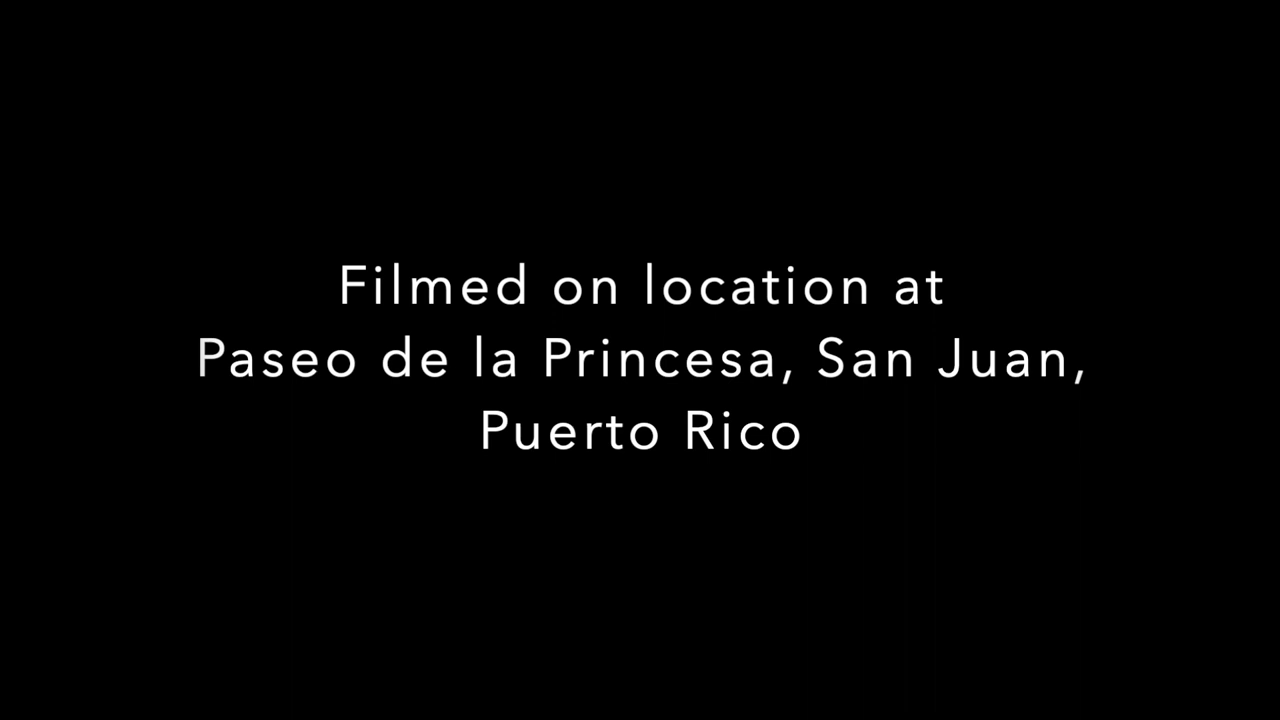 Filmed on location at
Paseo de la Princesa, San Juan,
Puerto Rico